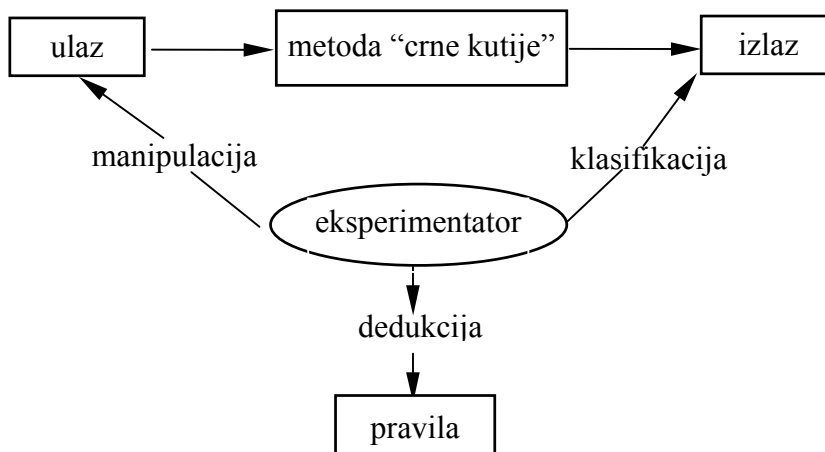 ulaz
metoda “crne kutije”
izlaz
manipulacija
klasifikacija
eksperimentator
dedukcija
pravila